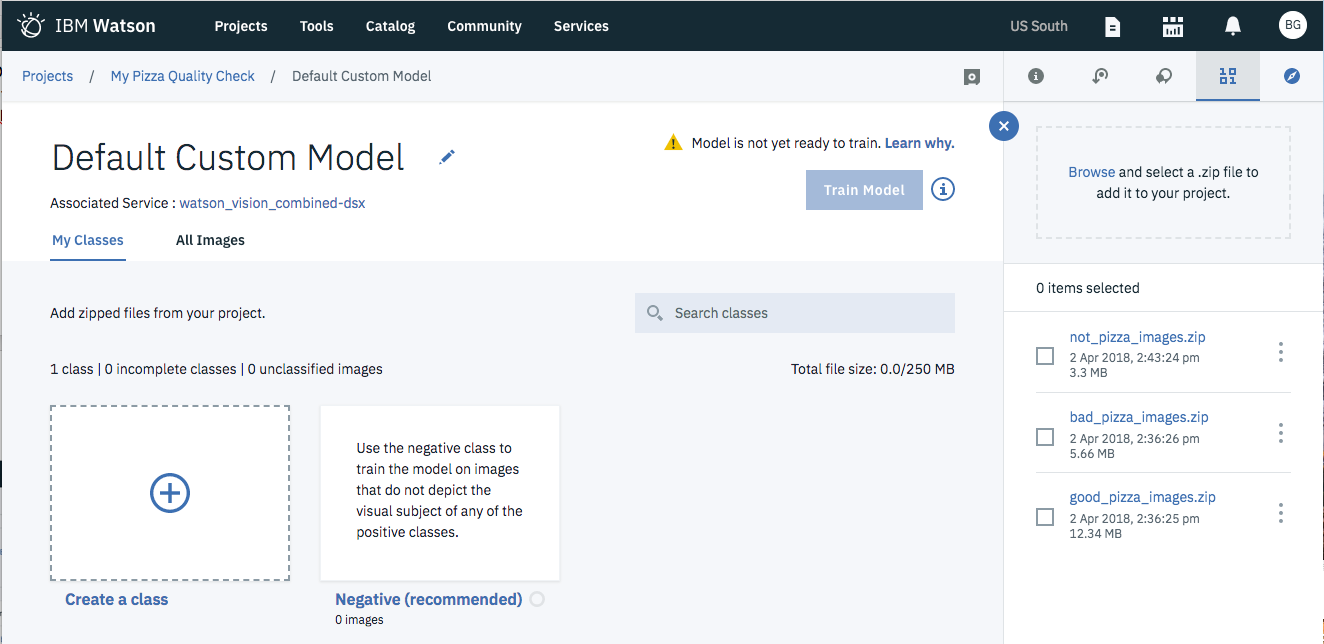 IBM Watson
Projects
Tools
Catalog
Community
Services
US South
BG
Projects / My Pizza Quality Check / Default Custom Model
Default Custom Model
Model is not yet ready to train. Learn why.
Train Model
Associated Service : watson_vision_combined-dsx
My Classes
All Images
Add zipped files from your project.
Search classes
1 class | 0 incomplete classes | 0 unclassified images
Total file size: 0.0/250 MB
Create a class
Use the negative class to
train the model on images
that do not depict the
visual subject of any of the
positive classes.
Negative (recommended)
0 images
Browse and select a .zip file to
add it to your project.
0 items selected
not_pizza_images.zip
2 Apr 2018, 2:43:24 pm
3.3 MB
bad_pizza_images.zip
2 Apr 2018, 2:36:26 pm
5.66 MB
good_pizza_images.zip
2 Apr 2018, 2:36:25 pm
12.34 MB